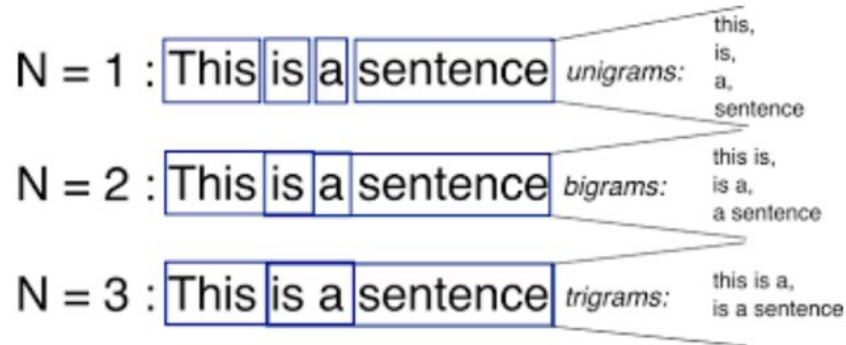 N = 1 : This is a sentence unigrams: this,
is,
a,
sentence
N = 2 : This is a sentence bigrams: this is,
is a,
a sentence
N = 3 : This is a sentence trigrams: this is a,
is a sentence